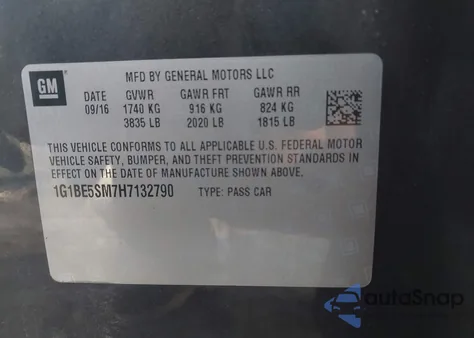 MFD BY GENERAL MOTORS LLC
GM
DATE GVWR GAWR FRT GAWR RR
09/16 1740 KG 916 KG 824 KG
3835 LB 2020 LB 1815 LB
THIS VEHICLE CONFORMS TO ALL APPLICABLE U.S. FEDERAL MOTOR
VEHICLE SAFETY, BUMPER, AND THEFT PREVENTION STANDARDS IN
EFFECT ON THE DATE OF MANUFACTURE SHOWN ABOVE.
1G1BE5SM7H7132790 TYPE: PASS CAR
autoSnap